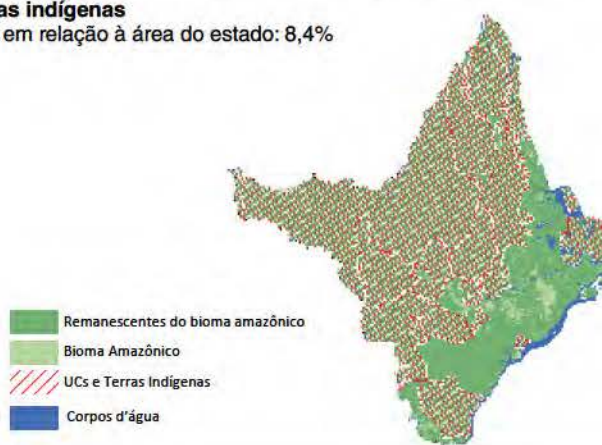 as indígenas
em relação à área do estado: 8,4%
Remanescentes do bioma amazônico
Bioma Amazônico
UCs e Terras Indígenas
Corpos d'água